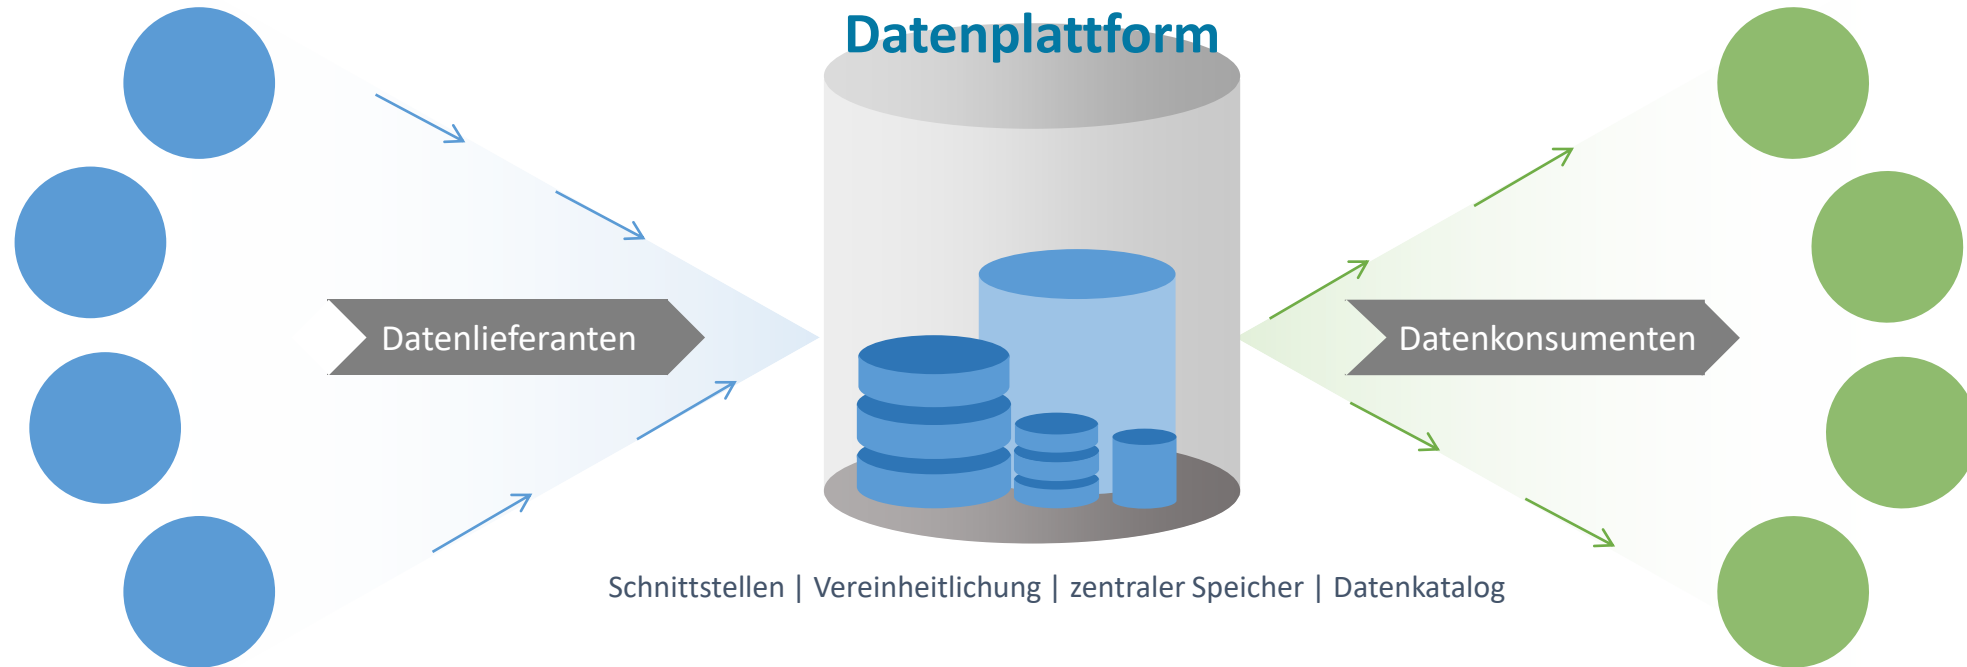 Datenplattform
Datenlieferanten
Datenkonsumenten
Schnittstellen | Vereinheitlichung | zentraler Speicher | Datenkatalog